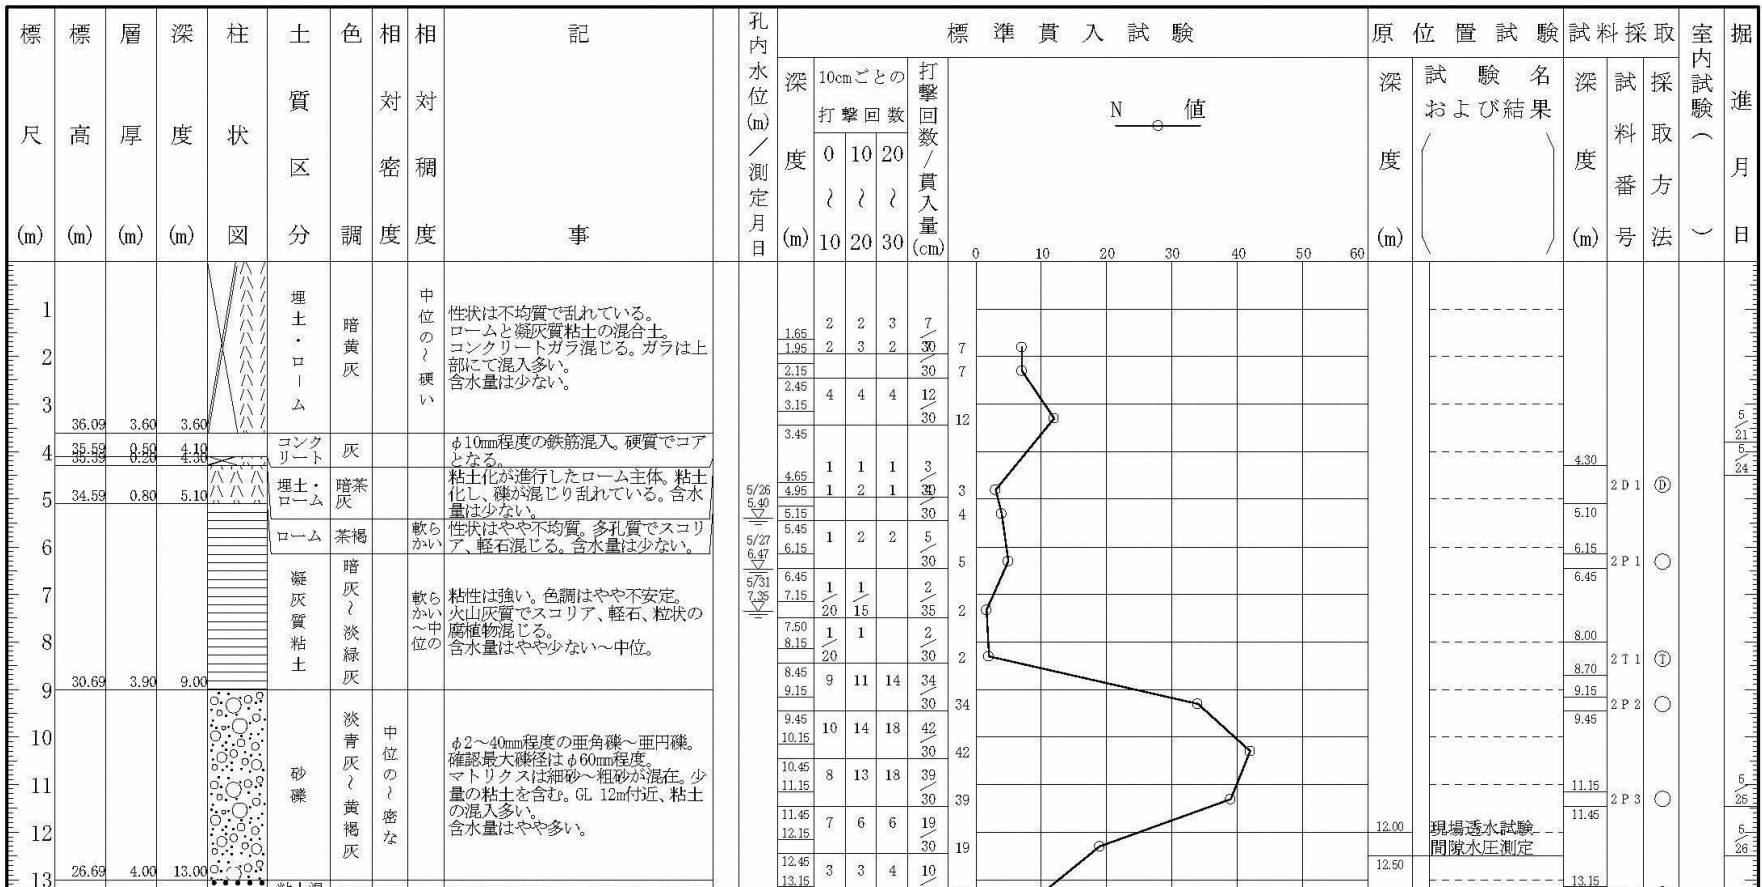 標尺(m)
標高(m)
層厚(m)
深度(m)
柱状図
土質区分
色調
相対密度
相対稠度
記事
孔内水位(m)／測定月日
標準貫入試験
深度(m)
10cmごとの
打撃回数
0〜10
10〜20
20〜30
打撃回数/貫入量(cm)
N 値
0 10 20 30 40 50 60
原位置試験
深度(m)
試験名
および結果
試料採取
深度(m)
試料番号
採取方法
室内試験()
掘進月日
1
2
3
4
5
6
7
8
9
10
11
12
13
36.09 3.60 3.60
35.59 0.50 4.10
35.39 0.20 4.30
34.59 0.80 5.10
30.69 3.90 9.00
26.69 4.00 13.00
埋土・ローム
暗黄灰
中位の〜硬い
性状は不均質で乱れている。
ロームと凝灰質粘土の混合土。
コンクリートガラ混じる。ガラは上
部にて混入多い。
含水量は少ない。
コンク
リート
灰
φ10mm程度の鉄筋混入。硬質でコア
となる。
埋土・
ローム
暗茶
灰
粘土化が進行したローム主体。粘土
化し、礫が混じり乱れている。含水
量は少ない。
ローム
茶褐
軟ら
かい
性状はやや不均質。多孔質でスコリ
ア、軽石混じる。含水量は少ない。
凝灰質粘土
暗灰〜淡緑灰
軟ら
かい
〜中
位の
粘性は強い。色調はやや不安定。
火山灰質でスコリア、軽石、粒状の
腐植物混じる。
含水量はやや少ない〜中位。
砂礫
淡青灰〜黄褐灰
中位の〜密な
φ2〜40mm程度の亜角礫〜亜円礫。
確認最大礫径はφ60mm程度。
マトリクスは細砂〜粗砂が混在。少
量の粘土を含む。GL 12m付近、粘土
の混入多い。
含水量はやや多い。
5/26
5.40
5/27
6.47
5/31
7.35
1.65 2 2 3 7/30 7
1.95 2 3 2
2.15 30 7
2.45
3.15 4 4 4 12/30 12
3.45
4.65 1 1 1 3/30 3
4.95 1 2 1 4
5.15 30 4
5.45
6.15 1 2 2 5/30 5
6.45
7.15 1/20 1/15 2/35 2
7.50
8.15 1/20 1 2/30 2
8.45
9.15 9 11 14 34/30 34
9.45
10.15 10 14 18 42/30 42
10.45
11.15 8 13 18 39/30 39
11.45
12.15 7 6 6 19/30 19
12.45
13.15 3 3 4 10
12.00
現場透水試験
間隙水圧測定
12.50
4.30
2D1 D
5.10
6.15
2P1
6.45
8.00
2T1 T
8.70
9.15
2P2
9.45
11.15
2P3
11.45
13.15
5/21
5/24
5/25
5/26